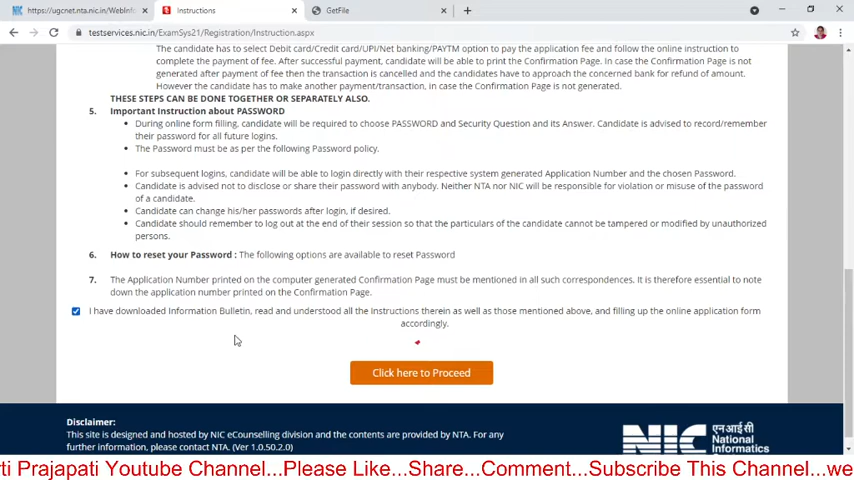 https://ugcnet.nta.nic.in/WebInfo
Instructions
GetFile
testservices.nic.in/ExamSys21/Registration/Instruction.aspx
The candidate has to select Debit card/Credit card/UPI/Net banking/PAYTM option to pay the application fee and follow the online instruction to
complete the payment of fee. After successful payment, candidate will be able to print the Confirmation Page. In case the Confirmation Page is not
generated after payment of fee then the transaction is cancelled and the candidates have to approach the concerned bank for refund of amount.
However the candidate has to make another payment/transaction, in case the Confirmation Page is not generated.
THESE STEPS CAN BE DONE TOGETHER OR SEPARATELY ALSO.
5. Important Instruction about PASSWORD
• During online form filling, candidate will be required to choose PASSWORD and Security Question and its Answer. Candidate is advised to record/remember
their password for all future logins.
• The Password must be as per the following Password policy.
• For subsequent logins, candidate will be able to login directly with their respective system generated Application Number and the chosen Password.
• Candidate is advised not to disclose or share their password with anybody. Neither NTA nor NIC will be responsible for violation or misuse of the password
of a candidate.
• Candidate can change his/her passwords after login, if desired.
• Candidate should remember to log out at the end of their session so that the particulars of the candidate cannot be tampered or modified by unauthorized
persons.
6. How to reset your Password : The following options are available to reset Password
7. The Application Number printed on the computer generated Confirmation Page must be mentioned in all such correspondences. It is therefore essential to note
down the application number printed on the Confirmation Page.
I have downloaded Information Bulletin, read and understood all the Instructions therein as well as those mentioned above, and filling up the online application form
accordingly.
Click here to Proceed
Disclaimer:
This site is designed and hosted by NIC eCounselling division and the contents are provided by NTA. For any
further information, please contact NTA. (Ver 1.0.50.2.0)
NIC
एन आई सी
National
Informatics
rti Prajapati Youtube Channel...Please Like...Share...Comment...Subscribe This Channel...we